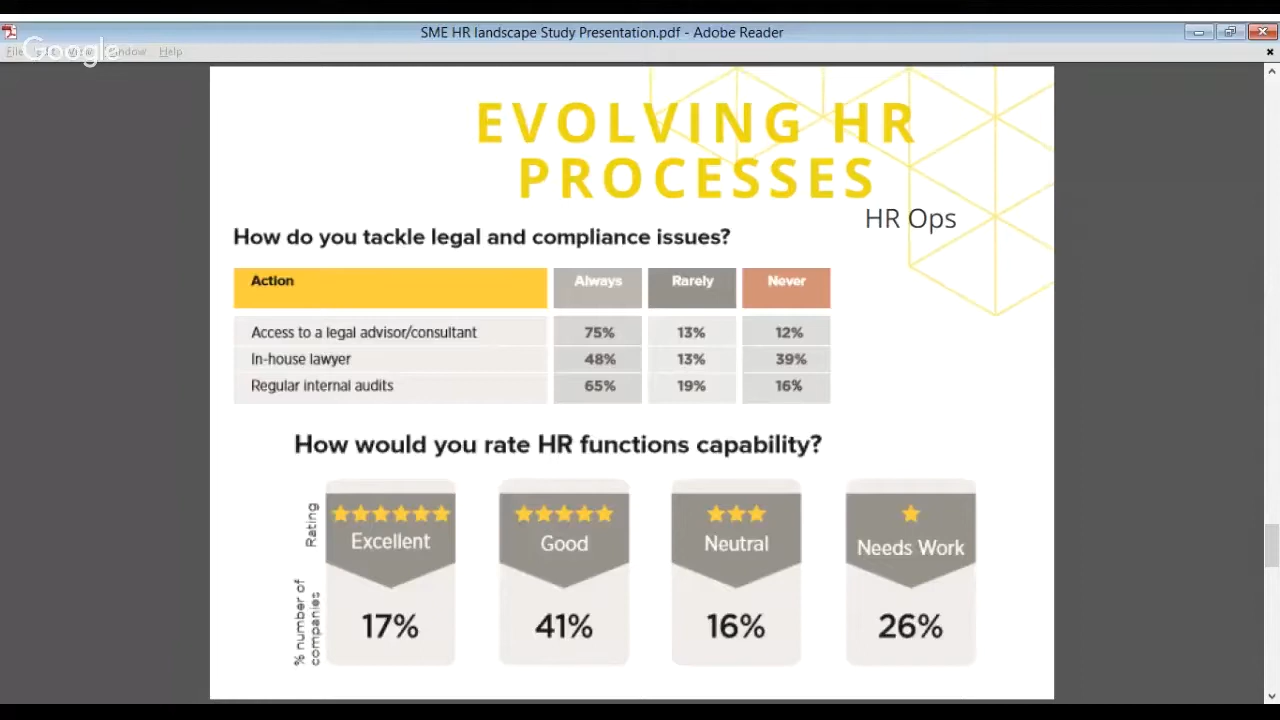 SME HR landscape Study Presentation.pdf - Adobe Reader
Google
File Window Help
EVOLVING HR
PROCESSES
HR Ops
How do you tackle legal and compliance issues?
Action Always Rarely Never
Access to a legal advisor/consultant 75% 13% 12%
In-house lawyer 48% 13% 39%
Regular internal audits 65% 19% 16%
How would you rate HR functions capability?
Rating
Excellent Good Neutral Needs Work
% number of
companies
17% 41% 16% 26%